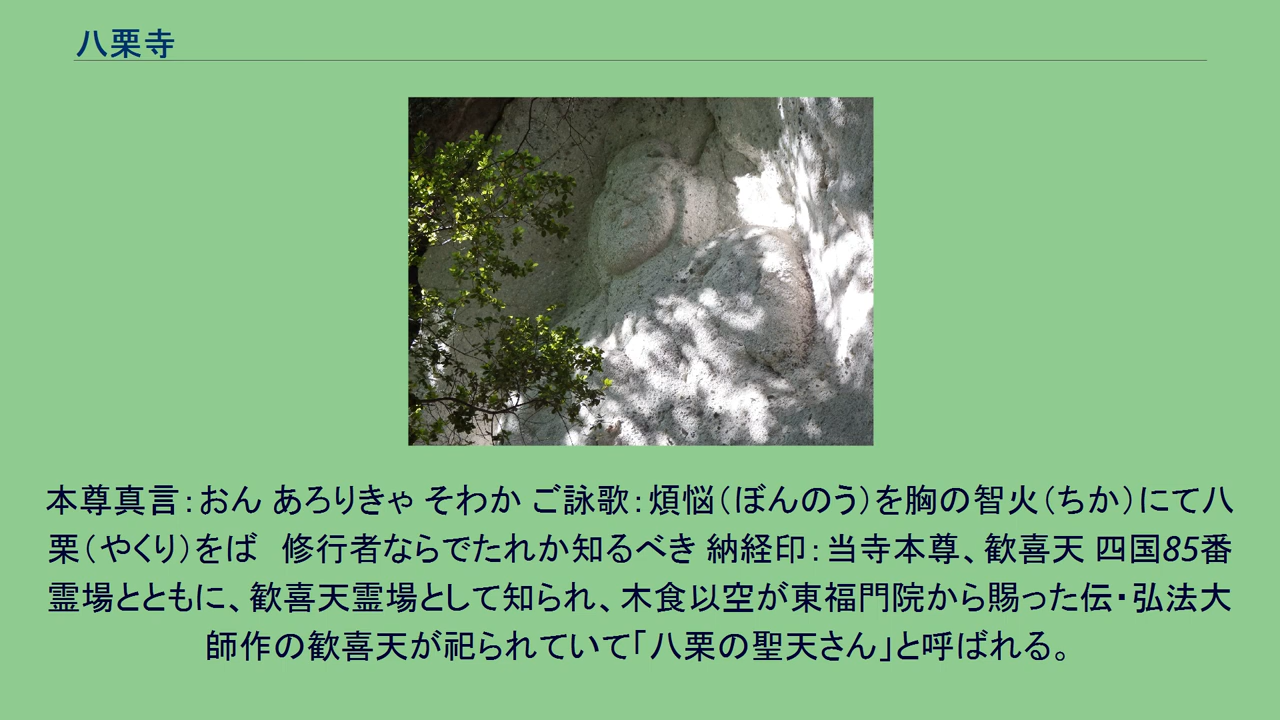 八栗寺
本尊真言：おん あろりきゃ そわか ご詠歌：煩悩（ぼんのう）を胸の智火（ちか）にて八
栗（やくり）をば　修行者ならでたれか知るべき 納経印：当寺本尊、歓喜天 四国85番
霊場とともに、歓喜天霊場として知られ、木食以空が東福門院から賜った伝・弘法大
師作の歓喜天が祀られていて「八栗の聖天さん」と呼ばれる。